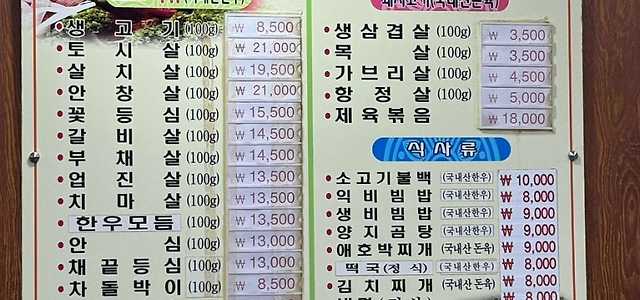 • 생 고 기 (100g) ₩ 8,500
• 토 시 살 (100g) ₩ 21,000
• 살 치 살 (100g) ₩ 19,500
• 안 창 살 (100g) ₩ 21,000
• 꽃 등 심 (100g) ₩ 15,500
• 갈 비 살 (100g) ₩ 14,500
• 부 채 살 (100g) ₩ 14,500
• 업 진 살 (100g) ₩ 13,500
• 치 마 살 (100g) ₩ 13,500
한우모듬 (100g) ₩ 13,500
• 안 심 (100g) ₩ 13,000
• 채 끝 등 심 (100g) ₩ 13,000
• 차 돌 박 이 (100g) ₩ 8,500
• 생 삼 겹 살 (100g) ₩ 3,500
• 목 살 (100g) ₩ 3,500
• 가 브 리 살 (100g) ₩ 4,500
• 항 정 살 (100g) ₩ 5,000
• 제 육 볶 음 ₩ 18,000
식 사 류
• 소고기불백 (국내산한우) ₩ 10,000
• 익 비 빔 밥 (국내산한우) ₩ 8,000
• 생 비 빔 밥 (국내산한우) ₩ 9,000
• 양 지 곰 탕 (국내산한우) ₩ 9,000
• 애호박찌개 (국내산 돈육) ₩ 9,000
• 떡국(정 식) (국내산한우) ₩ 8,000
• 김 치 찌 개 (국내산 돈육) ₩ 8,000
8,000